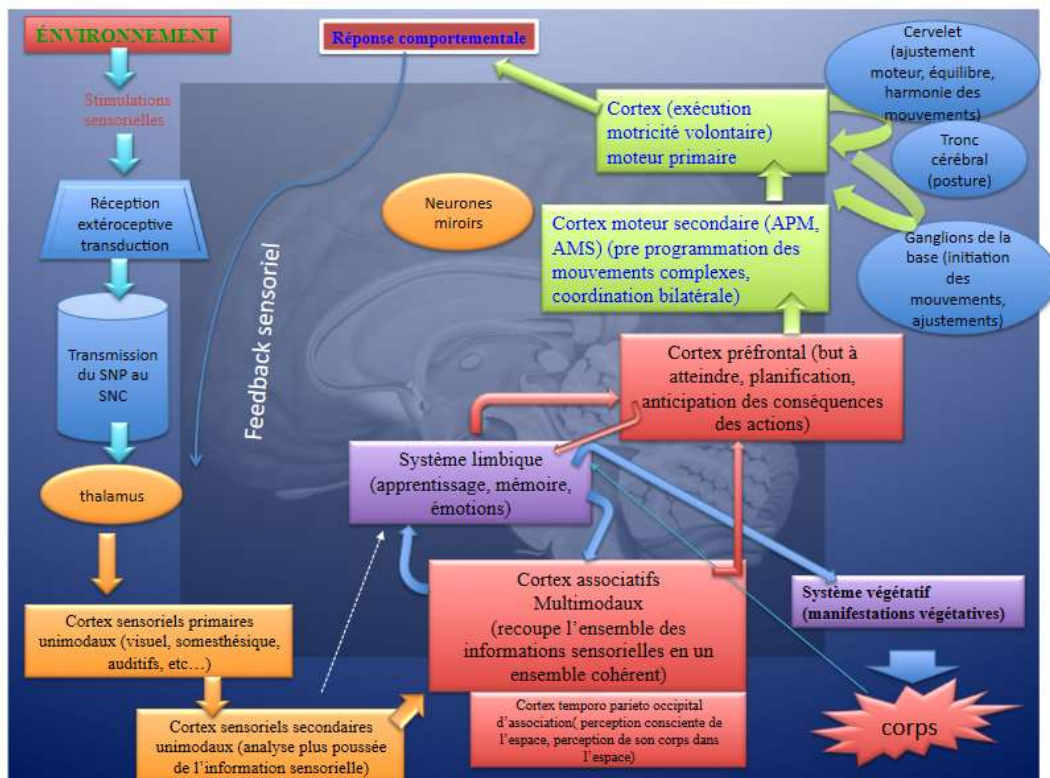 ÉNVIRONNEMENT
Stimulations
sensorielles
Réception
extéroceptive
transduction
Transmission
du SNP au
SNC
thalamus
Cortex sensoriels primaires
unimodaux (visuel, somesthésique,
auditifs, etc…)
Cortex sensoriels secondaires
unimodaux (analyse plus poussée
de l’information sensorielle)
Réponse comportementale
Feedback sensoriel
Neurones
miroirs
Cortex (exécution
motricité volontaire)
moteur primaire
Cortex moteur secondaire (APM,
AMS) (pre programmation des
mouvements complexes,
coordination bilatérale)
Cortex préfrontal (but à
atteindre, planification,
anticipation des conséquences
des actions)
Système limbique
(apprentissage, mémoire,
émotions)
Cortex associatifs
Multimodaux
(recoupe l’ensemble des
informations sensorielles en un
ensemble cohérent)
Cortex temporo parieto occipital
d’association( perception consciente de
l’espace, perception de son corps dans
l’espace)
Cervelet
(ajustement
moteur, équilibre,
harmonie des
mouvements)
Tronc
cérébral
(posture)
Ganglions de la
base (initiation
des
mouvements,
ajustements)
Système végétatif
(manifestations végétatives)
corps